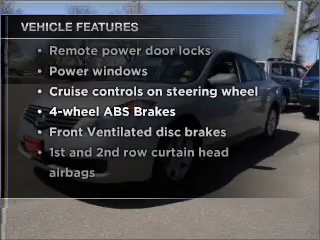 VEHICLE FEATURES
• Remote power door locks
• Power windows
• Cruise controls on steering wheel
• 4-wheel ABS Brakes
• Front Ventilated disc brakes
• 1st and 2nd row curtain head
airbags